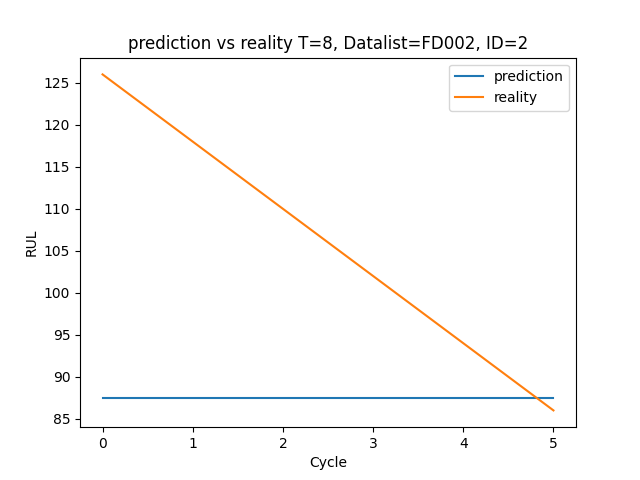 prediction vs reality T=8, Datalist=FD002, ID=2
prediction
reality
125
120
115
110
105
100
95
90
85
RUL
0 1 2 3 4 5
Cycle